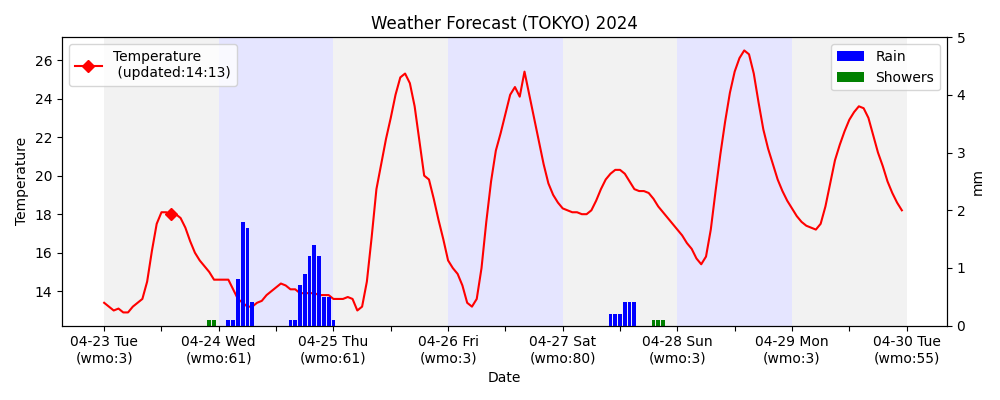 Weather Forecast (TOKYO) 2024
Temperature
(updated:14:13)
Rain
Showers
26
24
22
20
18
16
14
Temperature
5
4
3
2
1
0
mm
04-23 Tue
(wmo:3)
04-24 Wed
(wmo:61)
04-25 Thu
(wmo:61)
04-26 Fri
(wmo:3)
04-27 Sat
(wmo:80)
04-28 Sun
(wmo:3)
04-29 Mon
(wmo:3)
04-30 Tue
(wmo:55)
Date